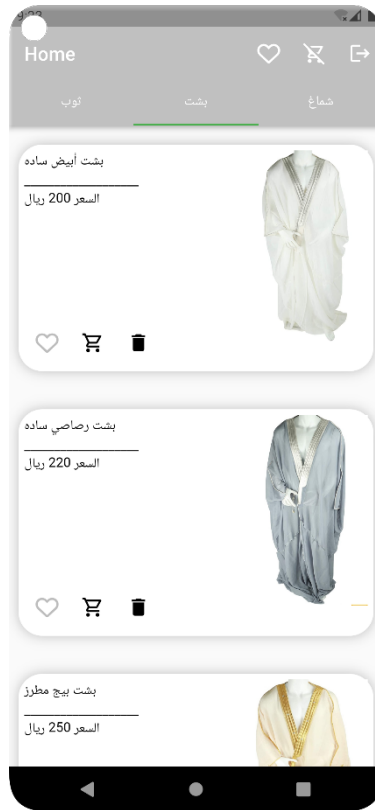 Home
ثوب
بشت
شماغ
بشت أبيض ساده
السعر 200 ريال
بشت رصاصي ساده
السعر 220 ريال
بشت بيج مطرز
السعر 250 ريال